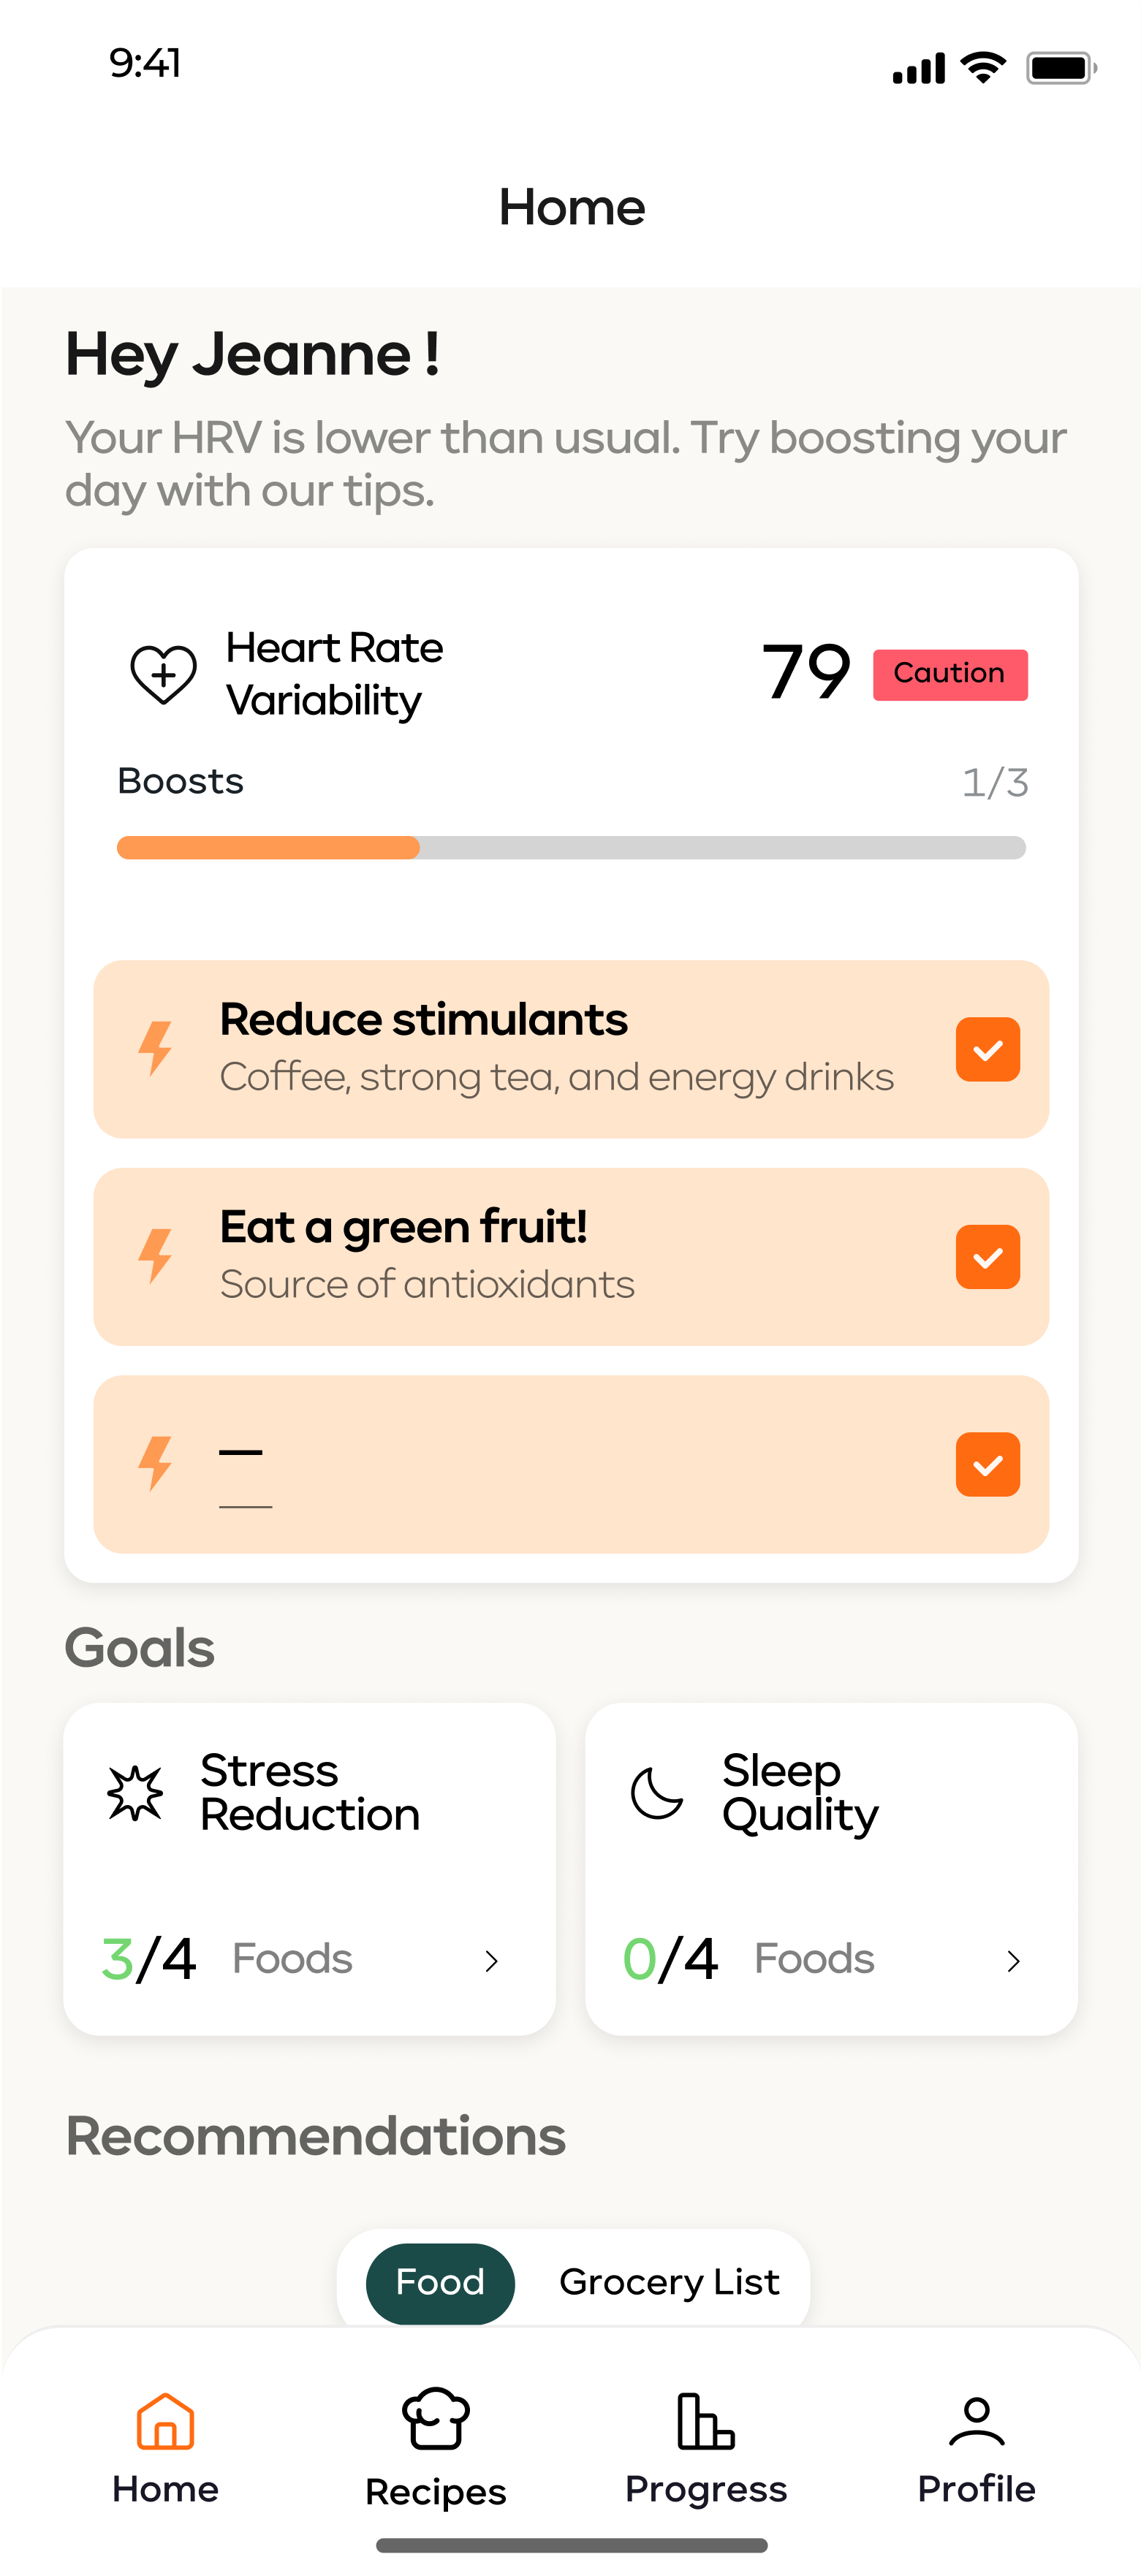 9:41
Home
Hey Jeanne !
Your HRV is lower than usual. Try boosting your
day with our tips.
Heart Rate
Variability
79
Caution
Boosts
1/3
Reduce stimulants
Coffee, strong tea, and energy drinks
Eat a green fruit!
Source of antioxidants
—
—
Goals
Stress
Reduction
3/4 Foods
Sleep
Quality
0/4 Foods
Recommendations
Food
Grocery List
Home
Recipes
Progress
Profile